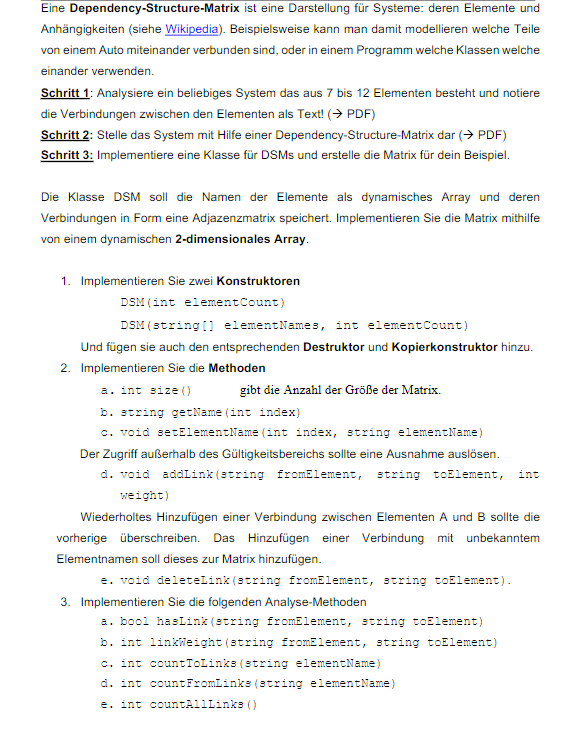 Eine Dependency-Structure-Matrix ist eine Darstellung für Systeme: deren Elemente und
Anhängigkeiten (siehe Wikipedia). Beispielsweise kann man damit modellieren welche Teile
von einem Auto miteinander verbunden sind, oder in einem Programm welche Klassen welche
einander verwenden.
Schritt 1: Analysiere ein beliebiges System das aus 7 bis 12 Elementen besteht und notiere
die Verbindungen zwischen den Elementen als Text! (→ PDF)
Schritt 2: Stelle das System mit Hilfe einer Dependency-Structure-Matrix dar (→ PDF)
Schritt 3: Implementiere eine Klasse für DSMs und erstelle die Matrix für dein Beispiel.
Die Klasse DSM soll die Namen der Elemente als dynamisches Array und deren
Verbindungen in Form eine Adjazenzmatrix speichert. Implementieren Sie die Matrix mithilfe
von einem dynamischen 2-dimensionales Array.
1. Implementieren Sie zwei Konstruktoren
DSM(int elementCount)
DSM(string[] elementNames, int elementCount)
Und fügen sie auch den entsprechenden Destruktor und Kopierkonstruktor hinzu.
2. Implementieren Sie die Methoden
a. int size() gibt die Anzahl der Größe der Matrix.
b. string getName(int index)
c. void setElementName(int index, string elementName)
Der Zugriff außerhalb des Gültigkeitsbereichs sollte eine Ausnahme auslösen.
d. void addLink(string fromElement, string toElement, int
weight)
Wiederholtes Hinzufügen einer Verbindung zwischen Elementen A und B sollte die
vorherige überschreiben. Das Hinzufügen einer Verbindung mit unbekanntem
Elementnamen soll dieses zur Matrix hinzufügen.
e. void deleteLink(string fromElement, string toElement).
3. Implementieren Sie die folgenden Analyse-Methoden
a. bool hasLink(string fromElement, string toElement)
b. int linkWeight(string fromElement, string toElement)
c. int countToLinks(string elementName)
d. int countFromLinks(string elementName)
e. int countAllLinks()